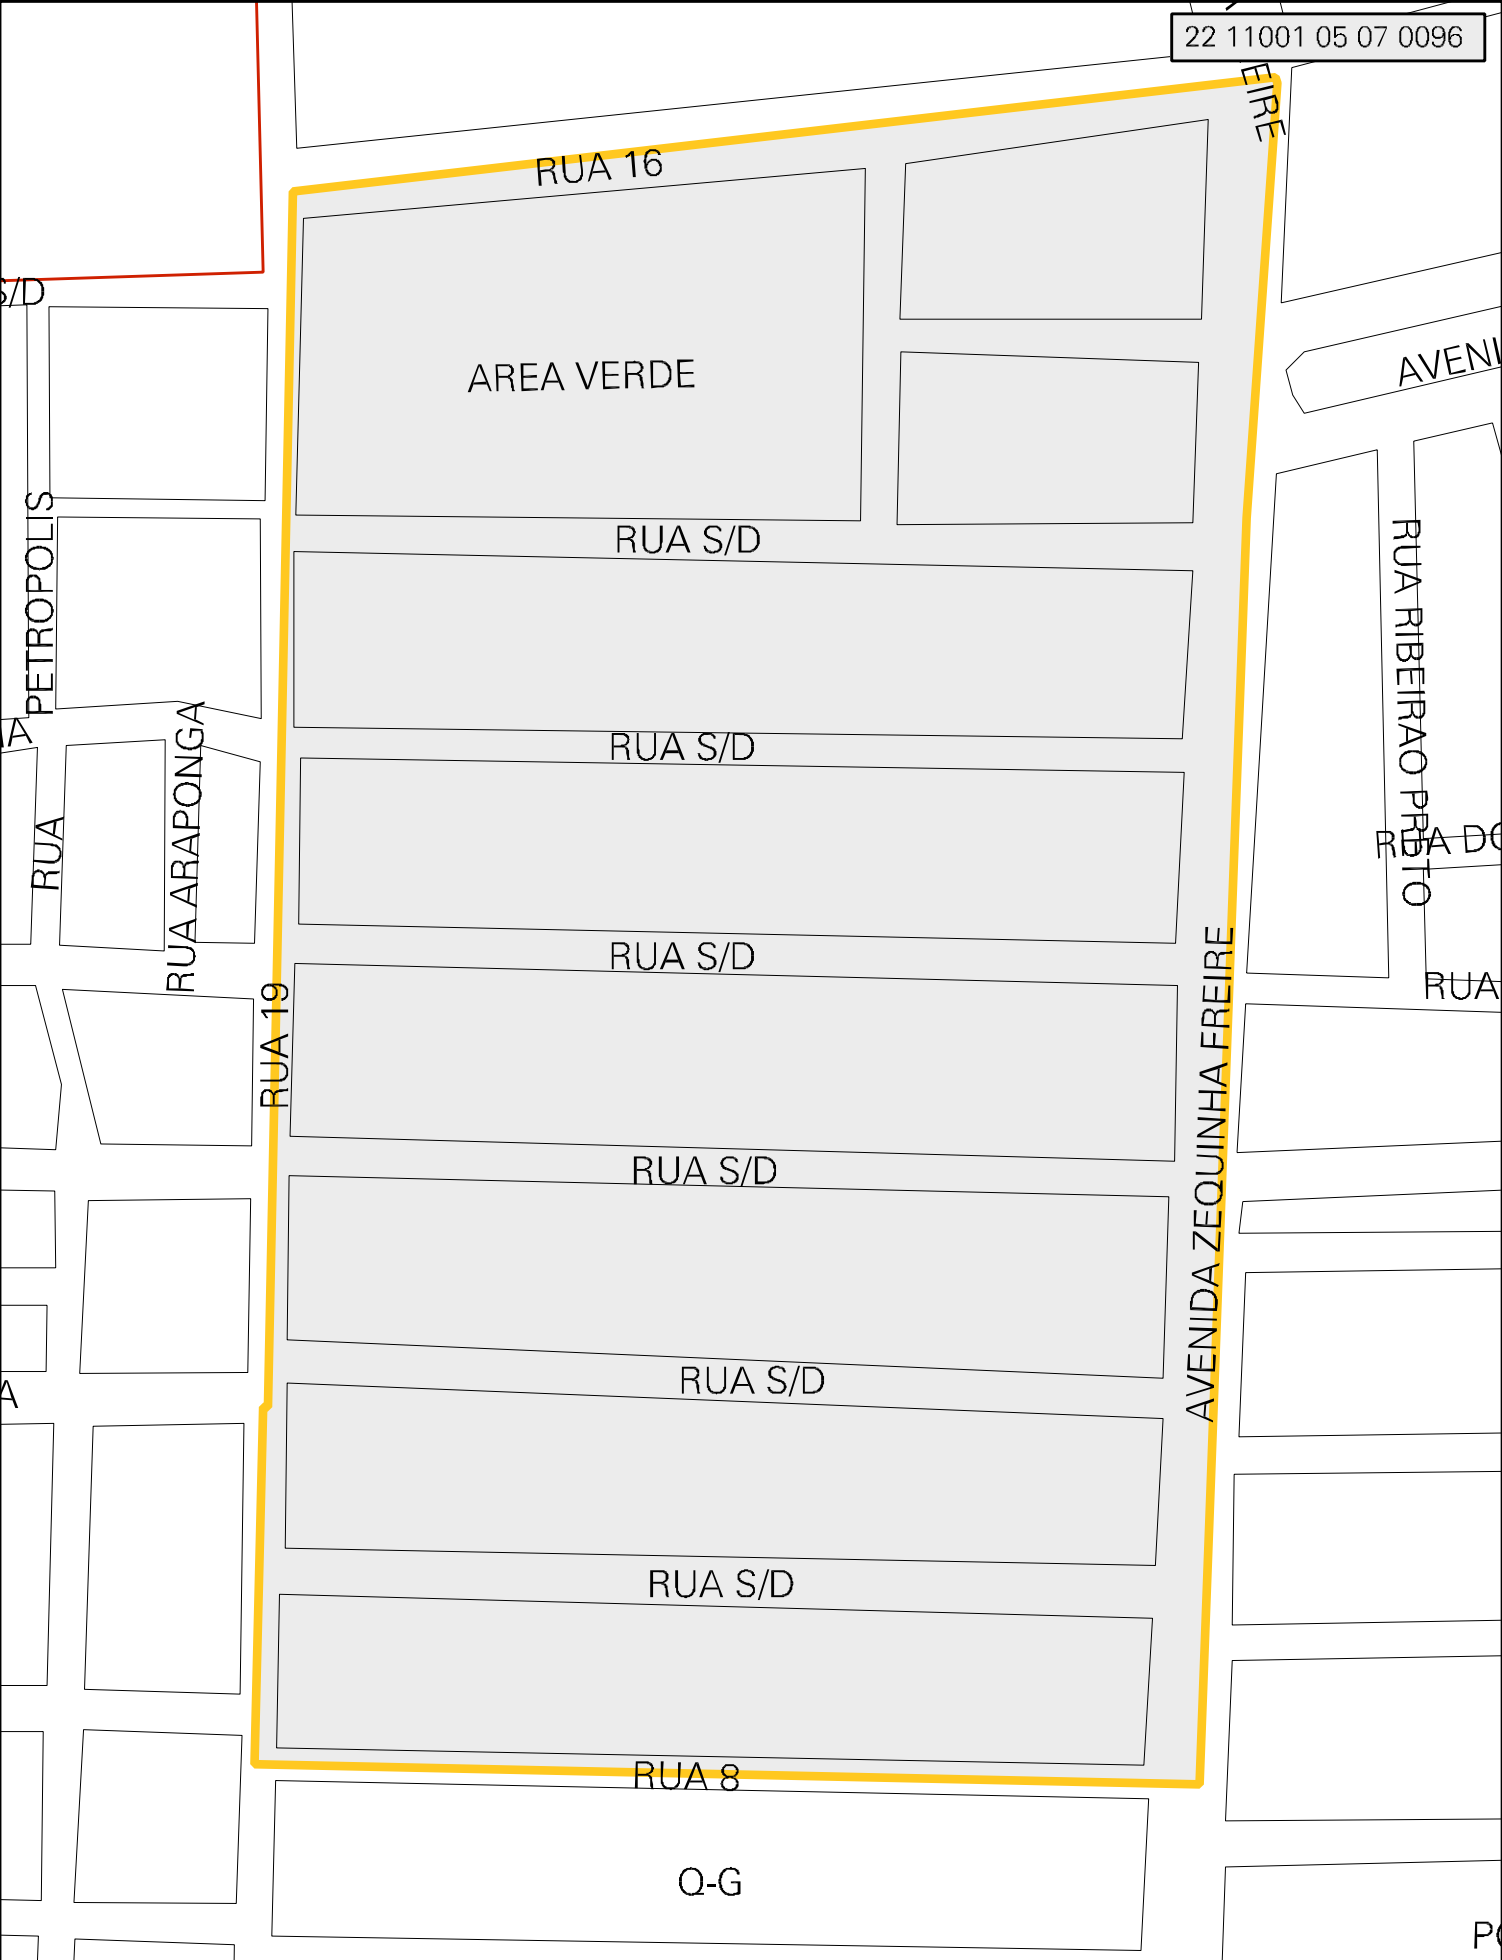 22 11001 05 07 0096
EIRE
RUA 16
S/D
AVENI
AREA VERDE
PETROPOLIS
RUA S/D
RUA RIBEIRAO PRETO
RUA ARAPONGA
RUA S/D
RUA
RUA DO
RUA S/D
RUA 19
RUA
AVENIDA ZEQUINHA FREIRE
RUA S/D
RUA S/D
A
RUA S/D
RUA 8
Q-G